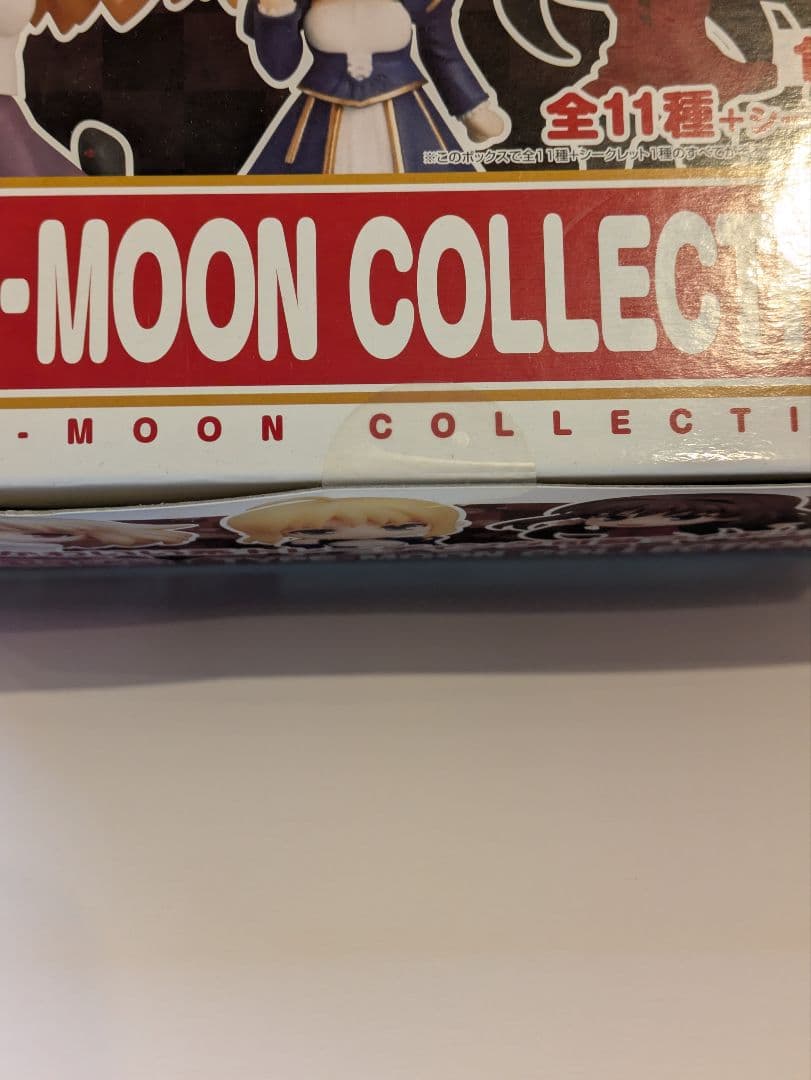 全11種+シー
※このボックスで全11種+シークレット1種のすべてが
・MOON COLLECT
-MOON COLLECTI